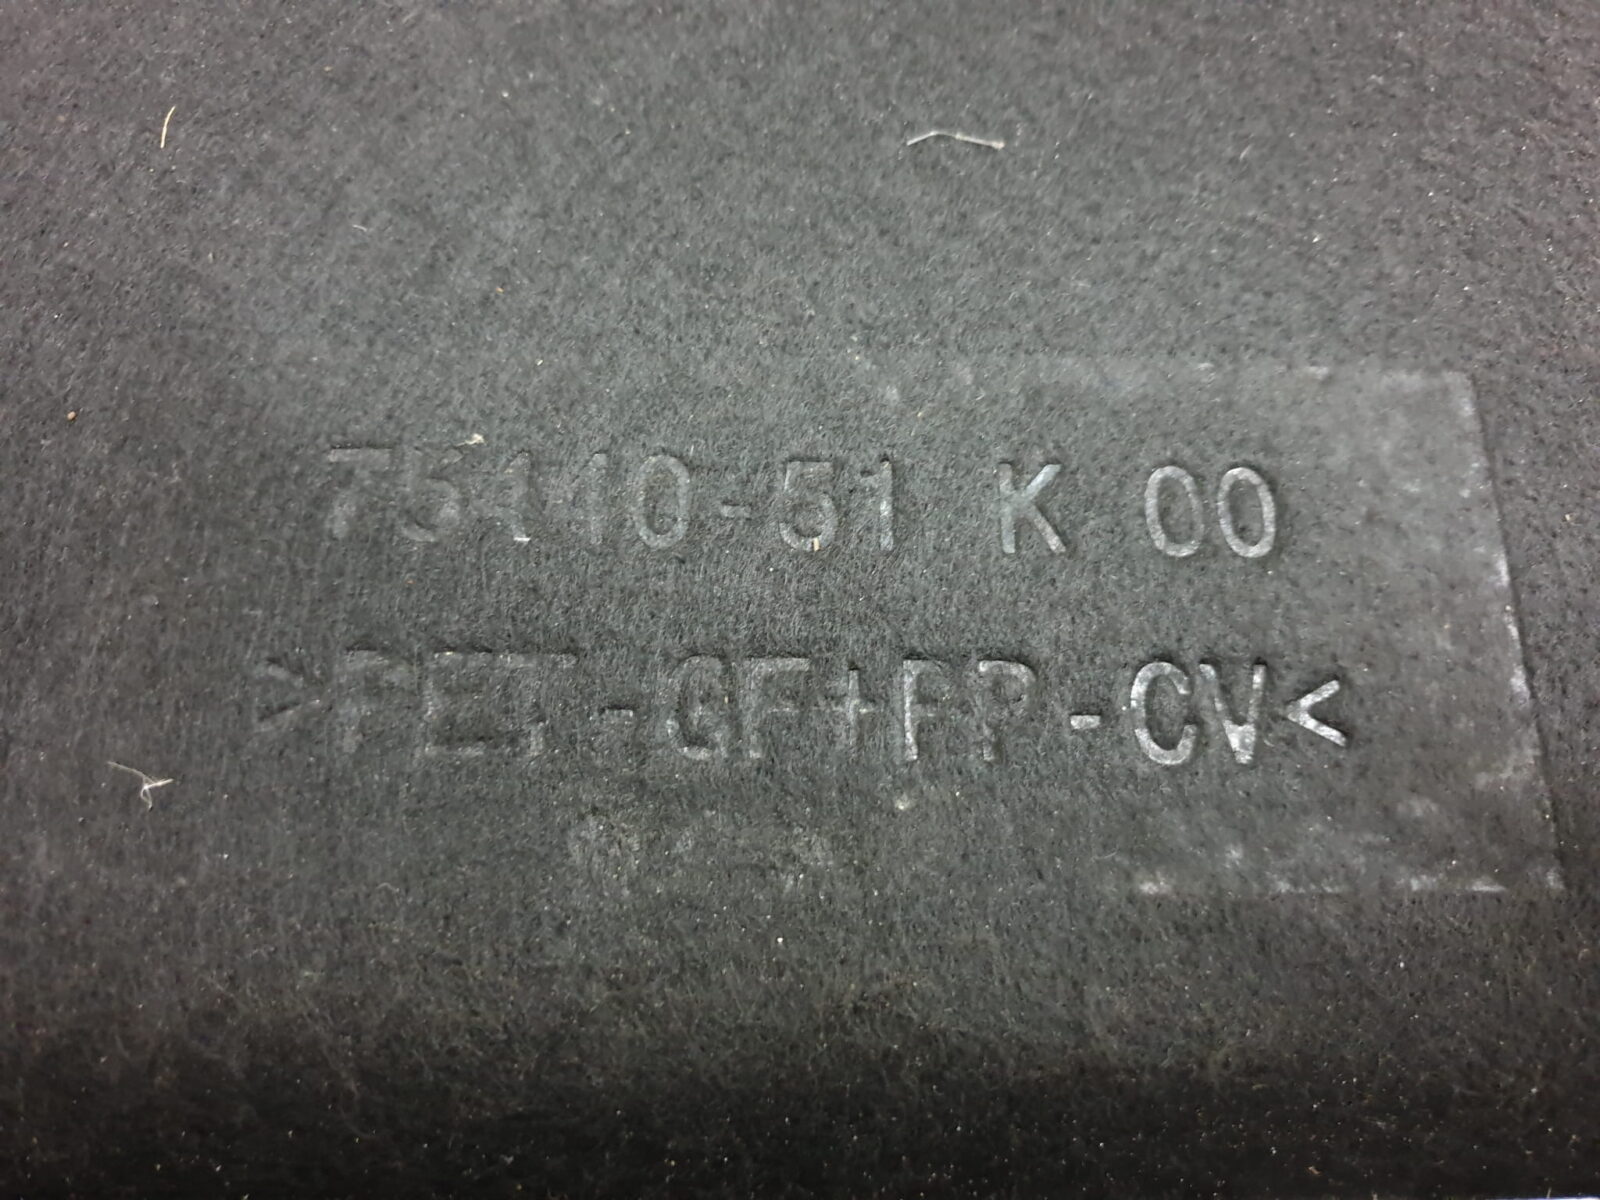 75110-51 K 00
>PET-GF+PP-CV<